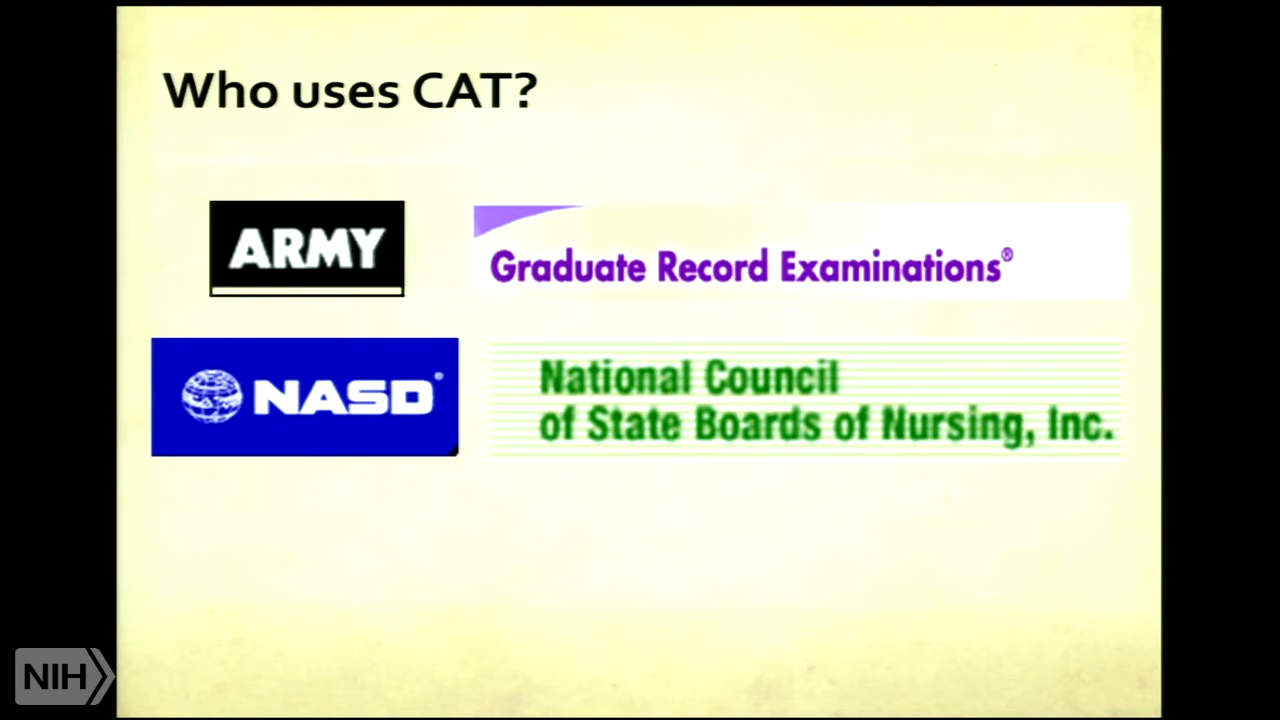 Who uses CAT?
ARMY
Graduate Record Examinations®
NASD®
National Council
of State Boards of Nursing, Inc.
NIH